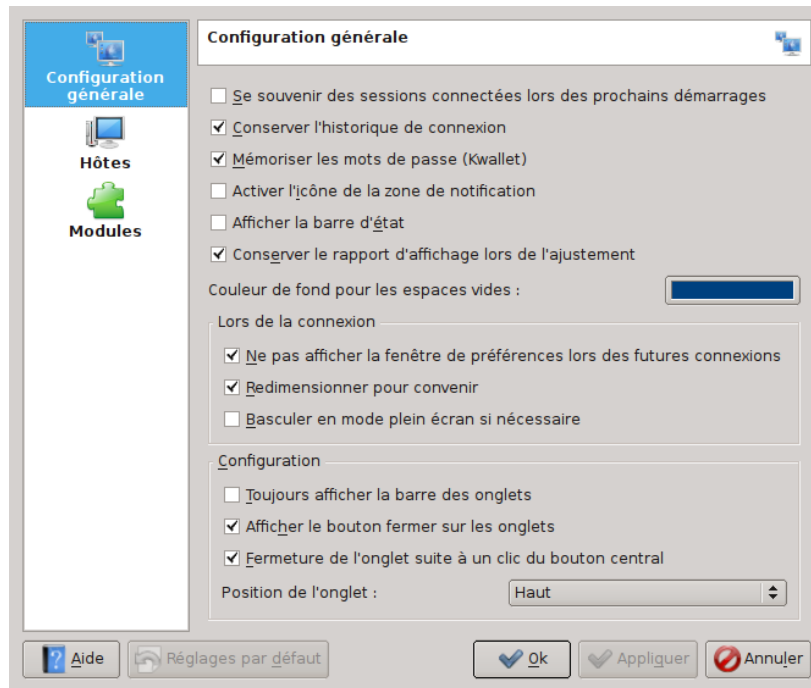 Configuration générale
Configuration
générale
Hôtes
Modules
Se souvenir des sessions connectées lors des prochains démarrages
Conserver l'historique de connexion
Mémoriser les mots de passe (Kwallet)
Activer l'icône de la zone de notification
Afficher la barre d'état
Conserver le rapport d'affichage lors de l'ajustement
Couleur de fond pour les espaces vides :
Lors de la connexion
Ne pas afficher la fenêtre de préférences lors des futures connexions
Redimensionner pour convenir
Basculer en mode plein écran si nécessaire
Configuration
Toujours afficher la barre des onglets
Afficher le bouton fermer sur les onglets
Fermeture de l'onglet suite à un clic du bouton central
Position de l'onglet : Haut
Aide Réglages par défaut Ok Appliquer Annuler